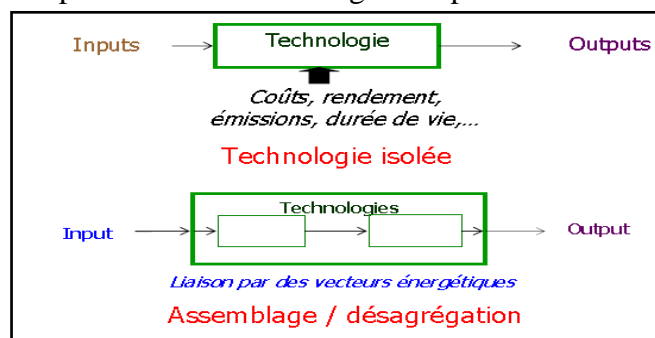 Inputs Technologie Outputs
Coûts, rendement,
émissions, durée de vie,...
Technologie isolée
Technologies
Input Output
Liaison par des vecteurs énergétiques
Assemblage / désagrégation